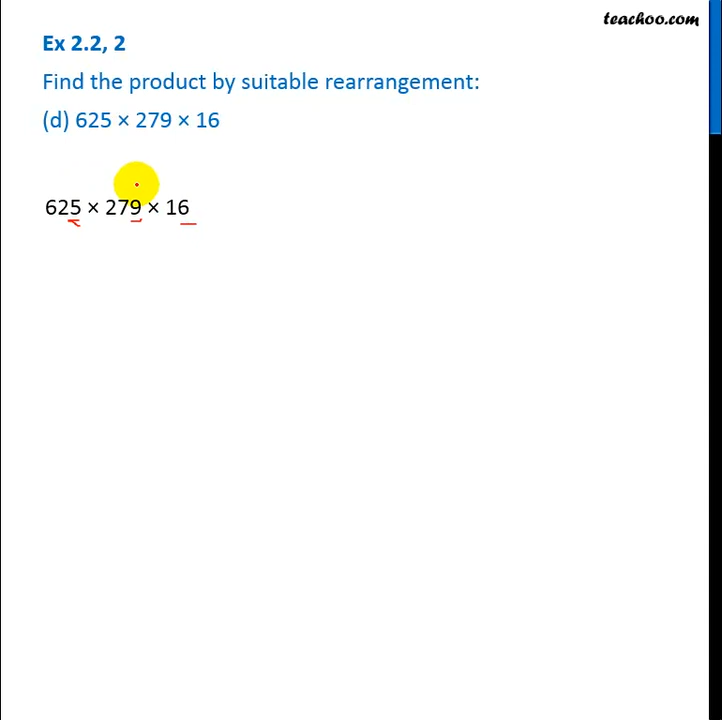 teachoo.com
Ex 2.2, 2
Find the product by suitable rearrangement:
(d) 625 × 279 × 16
625 × 279 × 16